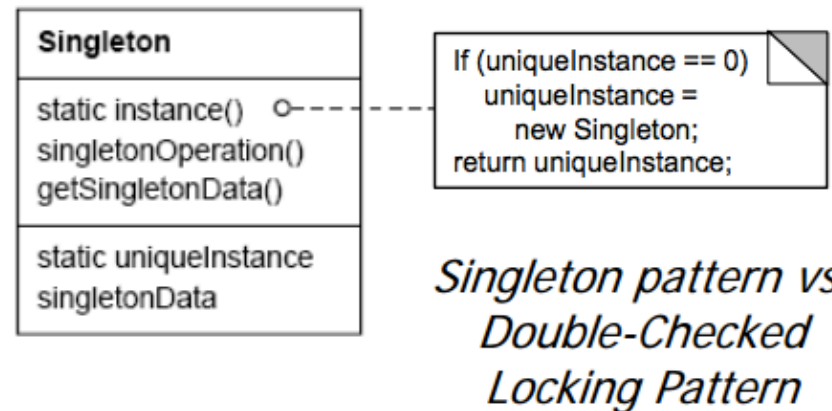 Singleton
static instance()
singletonOperation()
getSingletonData()
static uniqueInstance
singletonData
If (uniqueInstance == 0)
uniqueInstance =
new Singleton;
return uniqueInstance;
Singleton pattern vs
Double-Checked
Locking Pattern